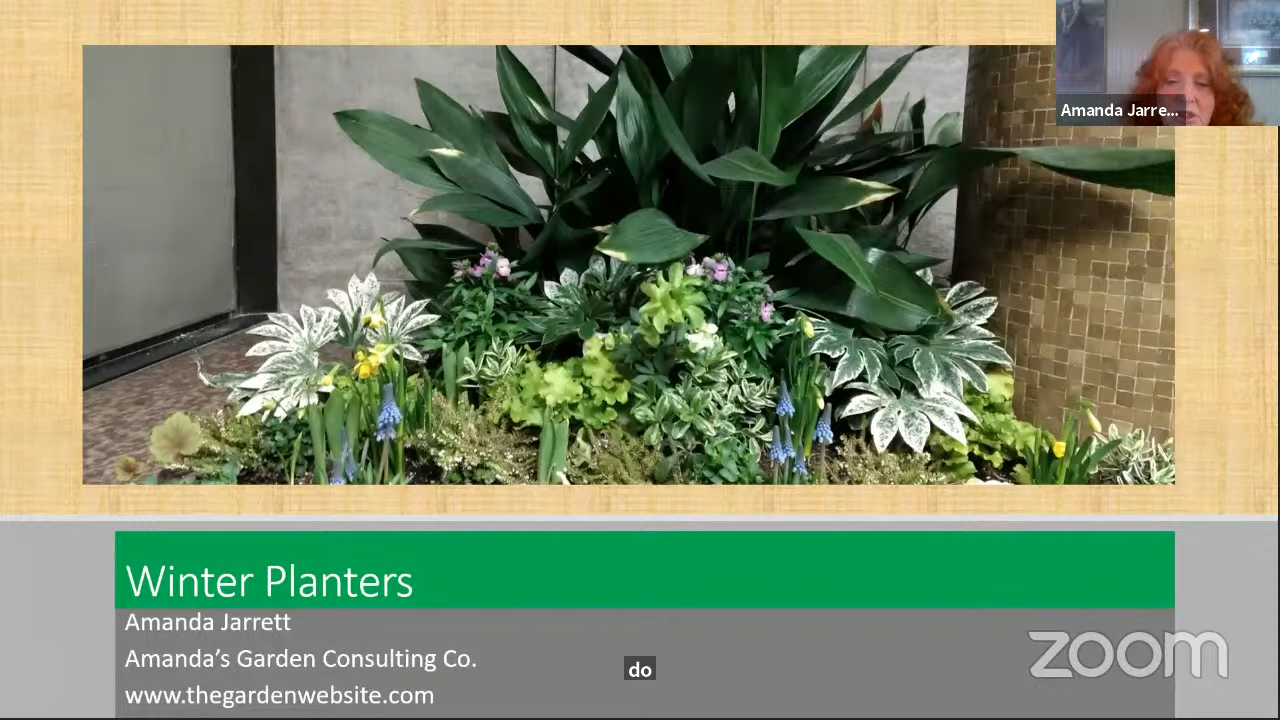 Amanda Jarre...
Winter Planters
Amanda Jarrett
Amanda's Garden Consulting Co.
www.thegardenwebsite.com
do
zoom